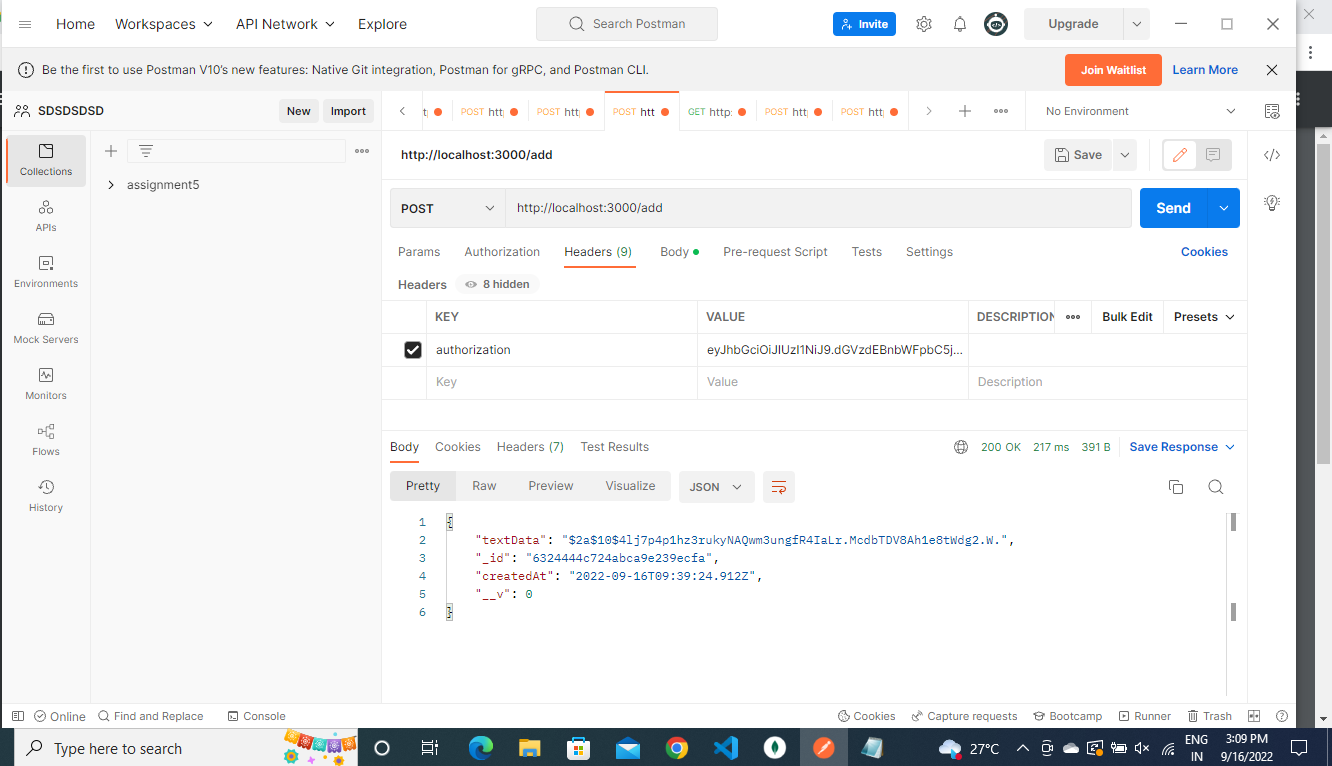 Home Workspaces API Network Explore Search Postman Invite Upgrade
Be the first to use Postman V10's new features: Native Git integration, Postman for gRPC, and Postman CLI. Join Waitlist Learn More
SDSDSDSD New Import POST htt POST htt POST htt GET http: POST htt POST htt No Environment
Collections
APIs
Environments
Mock Servers
Monitors
Flows
History
assignment5
http://localhost:3000/add Save
POST http://localhost:3000/add Send
Params Authorization Headers (9) Body Pre-request Script Tests Settings Cookies
Headers 8 hidden
KEY VALUE DESCRIPTION Bulk Edit Presets
authorization eyJhbGciOiJIUzI1NiJ9.dGVzdEBnbWFpbC5j...
Key Value Description
Body Cookies Headers (7) Test Results 200 OK 217 ms 391 B Save Response
Pretty Raw Preview Visualize JSON
1 {
2 "textData": "$2a$10$4lj7p4p1hz3rukyNAQwm3ungfR4IaLr.McdbTDV8Ah1e8tWdg2.W.",
3 "_id": "6324444c724abca9e239ecfa",
4 "createdAt": "2022-09-16T09:39:24.912Z",
5 "__v": 0
6 }
Online Find and Replace Console Cookies Capture requests Bootcamp Runner Trash
Type here to search 27°C ENG IN 3:09 PM 9/16/2022